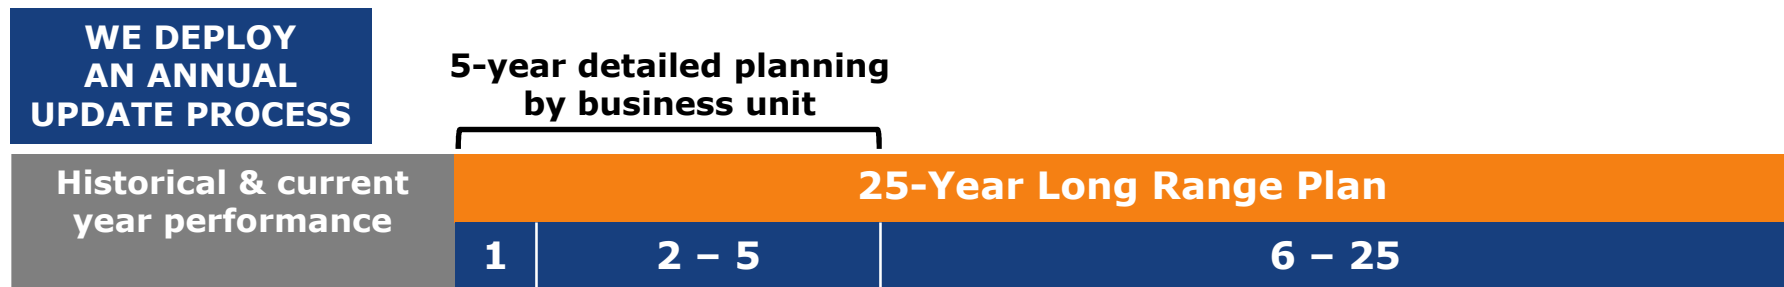 WE DEPLOY
AN ANNUAL
UPDATE PROCESS
5-year detailed planning
by business unit
Historical & current
year performance
25-Year Long Range Plan
1
2 – 5
6 – 25